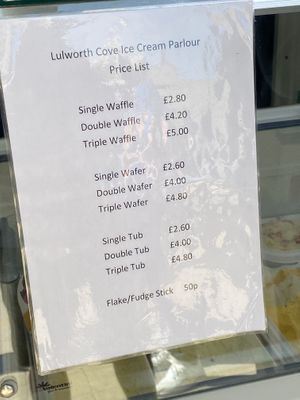 Lulworth Cove Ice Cream Parlour
Price List
Single Waffle £2.80
Double Waffle £4.20
Triple Waffle £5.00
Single Wafer £2.60
Double Wafer £4.00
Triple Wafer £4.80
Single Tub £2.60
Double Tub £4.00
Triple Tub £4.80
Flake/Fudge Stick 50p